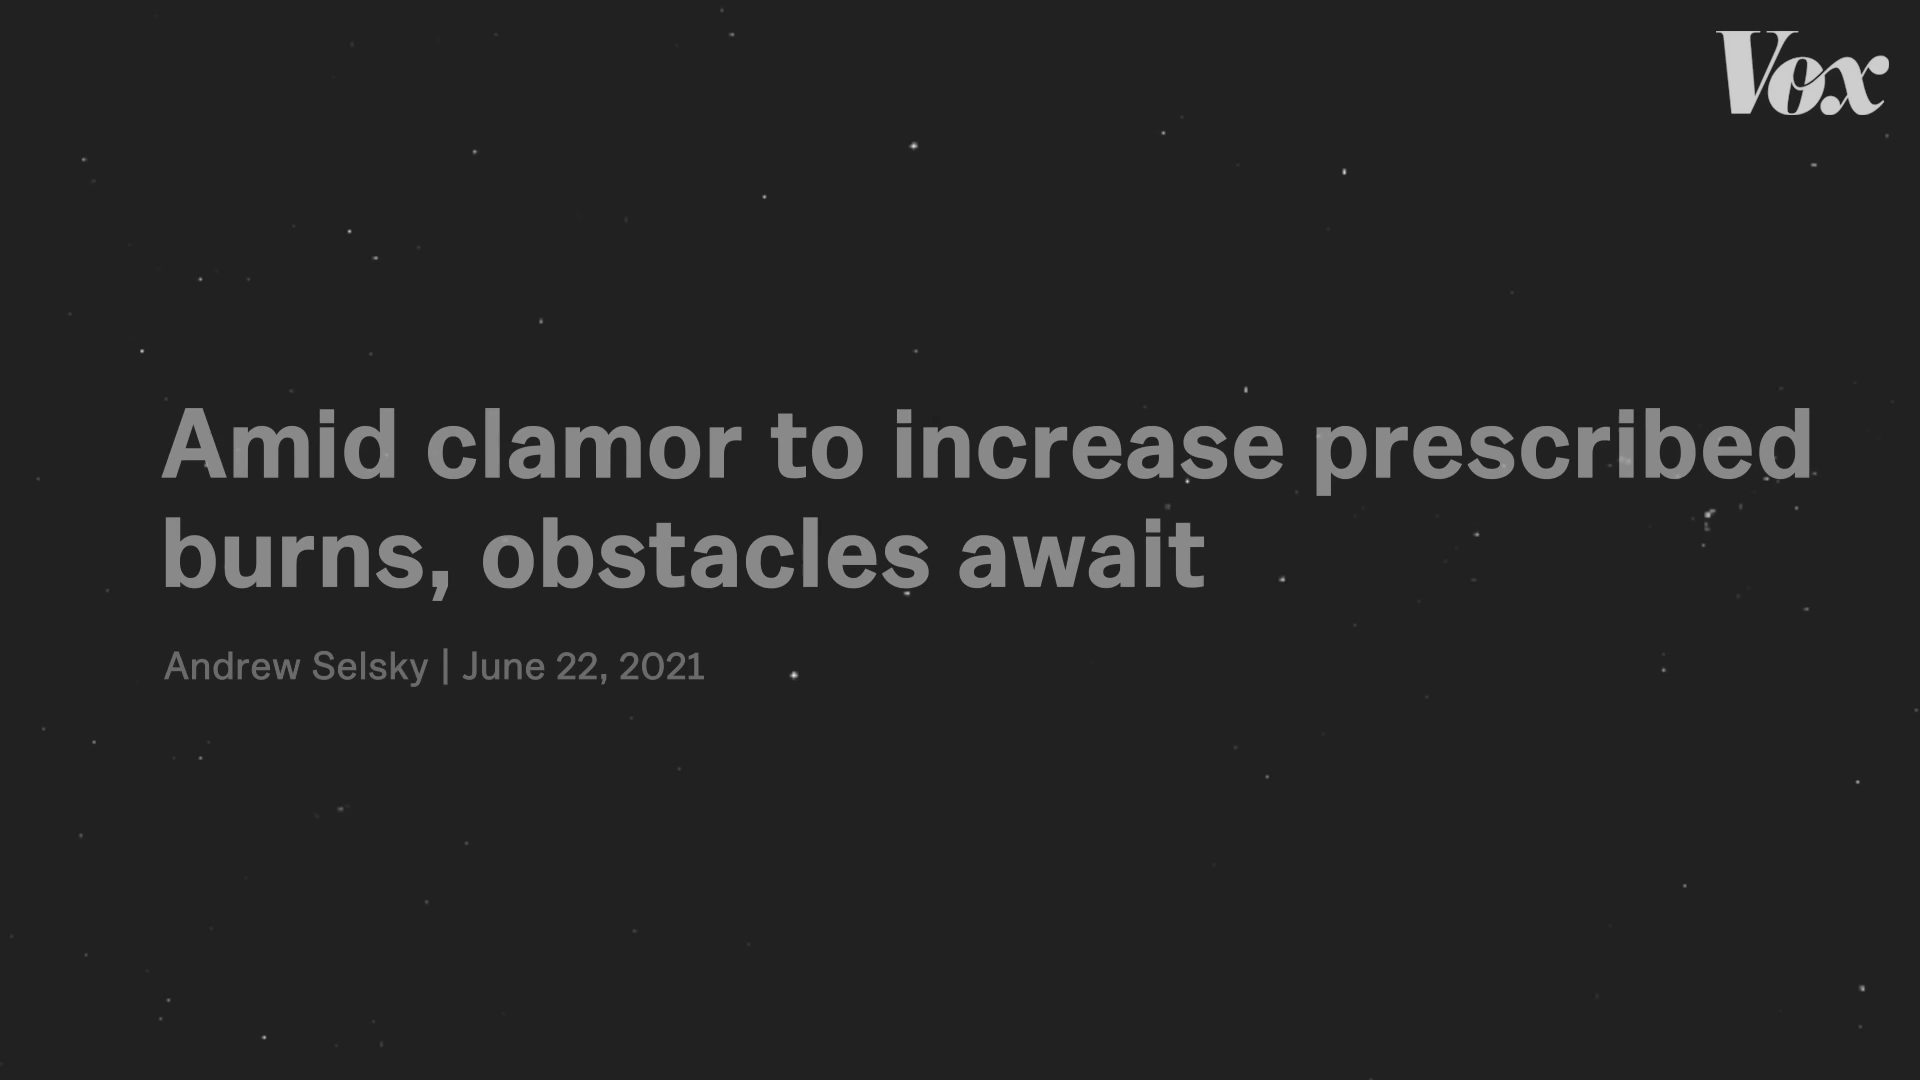 Vox
Amid clamor to increase prescribed
burns, obstacles await
Andrew Selsky | June 22, 2021